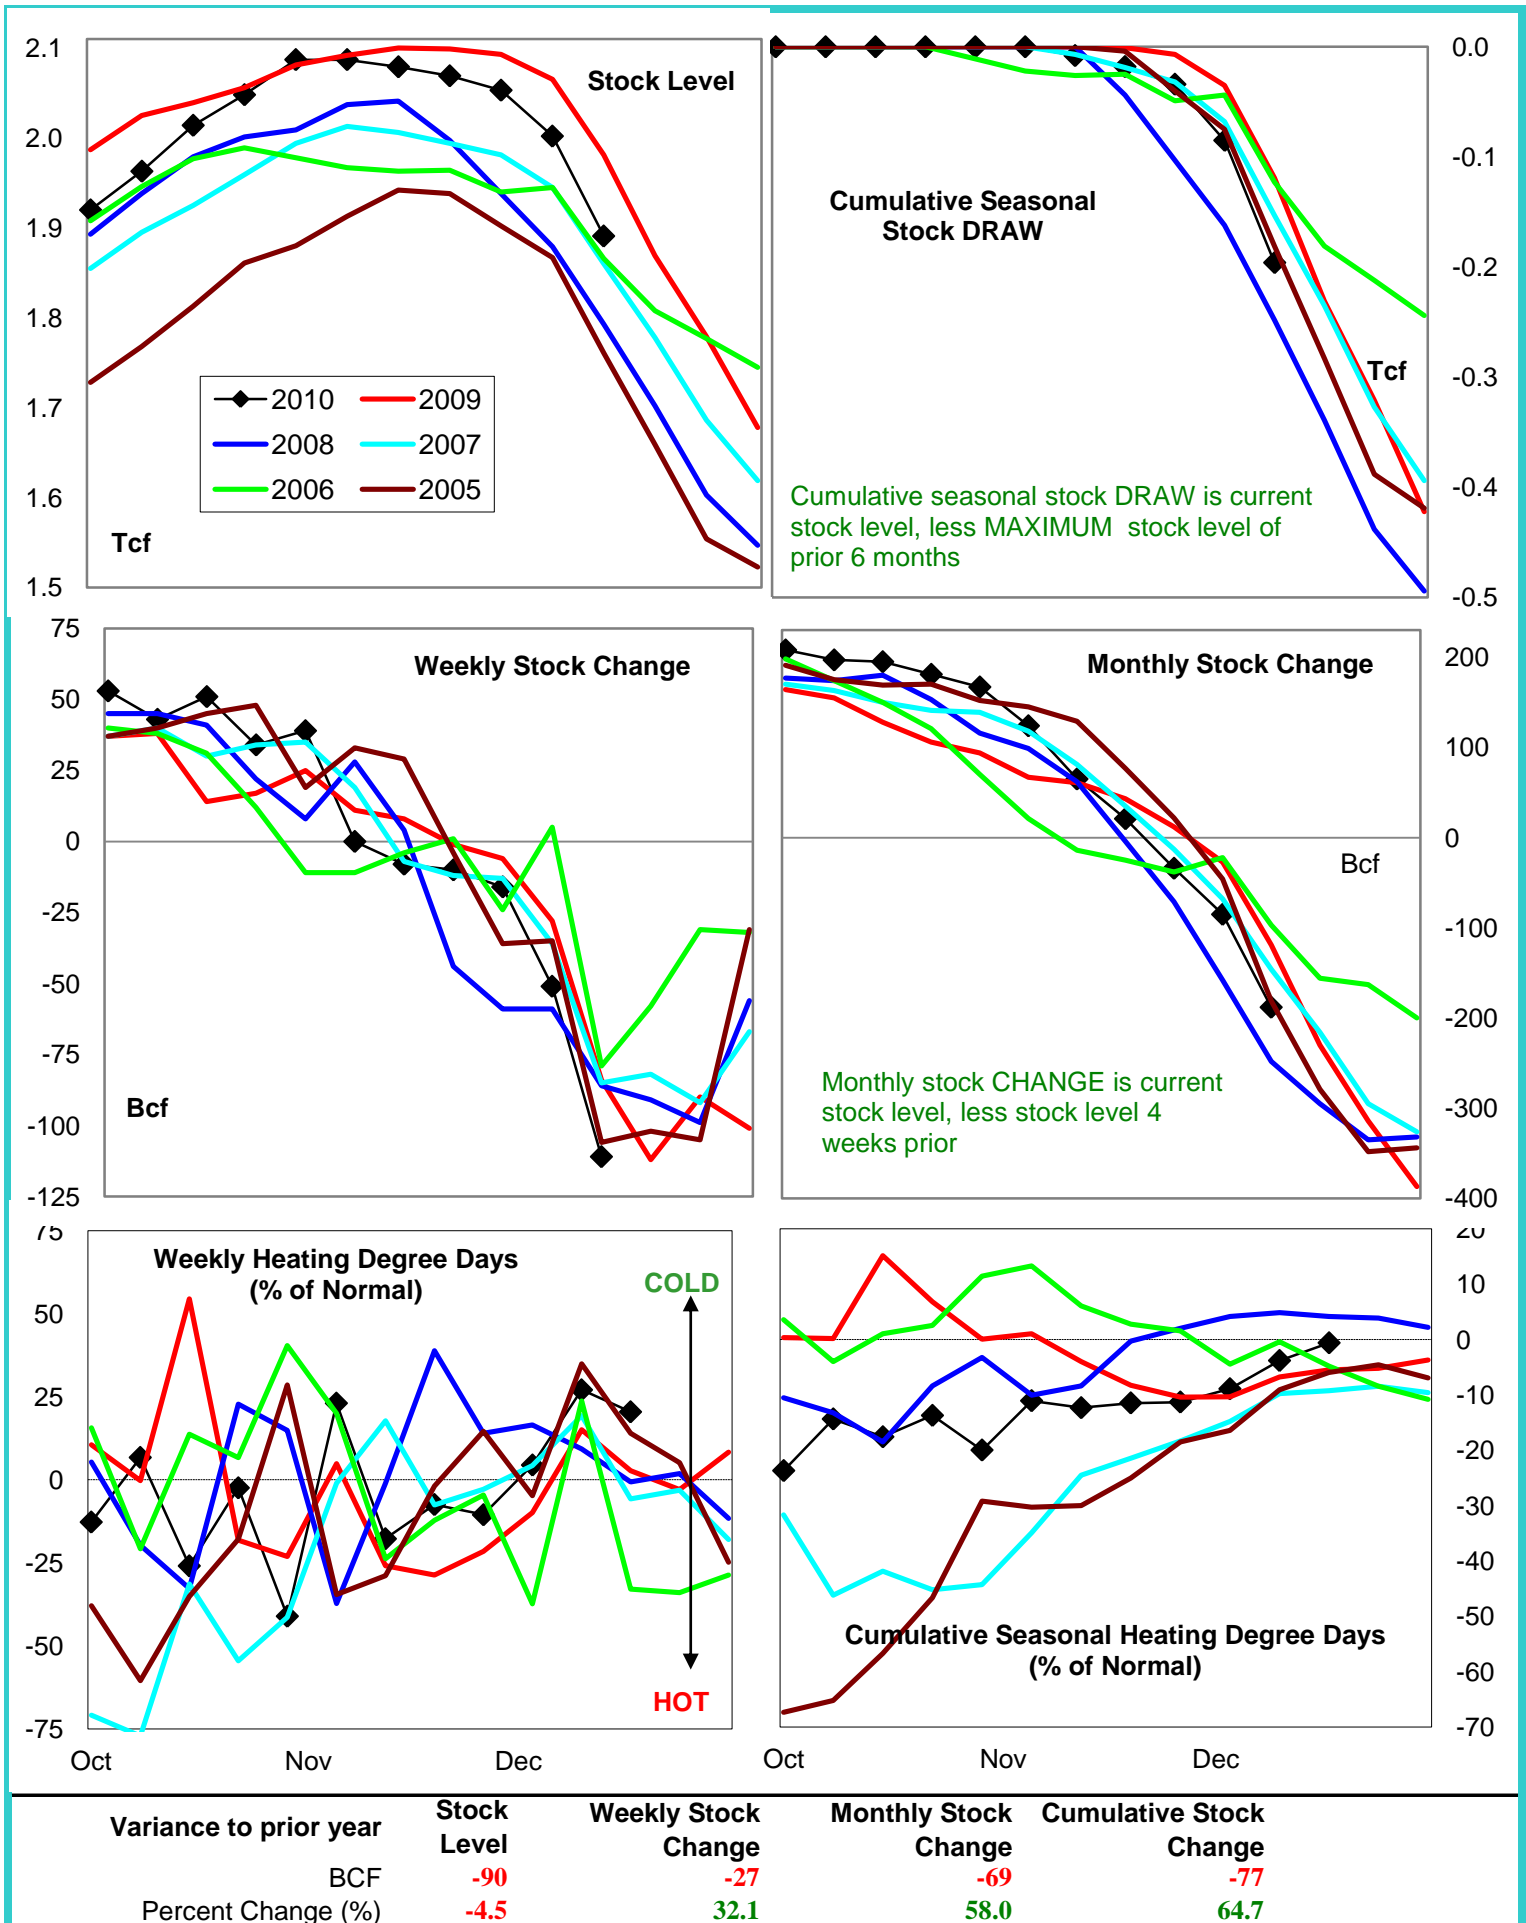 2.1
2.0
1.9
1.8
1.7
1.6
1.5
Stock Level
2010
2009
2008
2007
2006
2005
Tcf
0.0
-0.1
-0.2
-0.3
-0.4
-0.5
Cumulative Seasonal
Stock DRAW
Tcf
Cumulative seasonal stock DRAW is current
stock level, less MAXIMUM stock level of
prior 6 months
75
50
25
0
-25
-50
-75
-100
-125
Weekly Stock Change
Bcf
200
100
0
-100
-200
-300
-400
Monthly Stock Change
Bcf
Monthly stock CHANGE is current
stock level, less stock level 4
weeks prior
75
50
25
0
-25
-50
-75
Weekly Heating Degree Days
(% of Normal)
COLD
HOT
Oct
Nov
Dec
20
10
0
-10
-20
-30
-40
-50
-60
-70
Cumulative Seasonal Heating Degree Days
(% of Normal)
Oct
Nov
Dec
Variance to prior year
Stock
Level
Weekly Stock
Change
Monthly Stock
Change
Cumulative Stock
Change
BCF -90 -27 -69 -77
Percent Change (%) -4.5 32.1 58.0 64.7